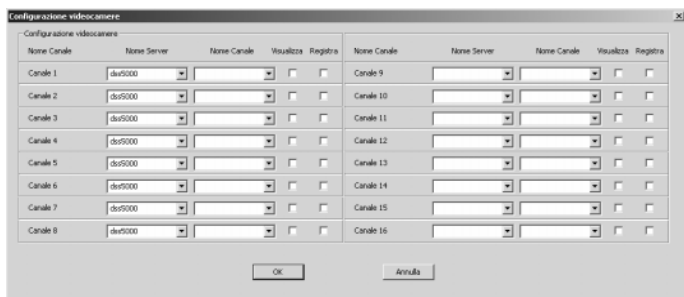 Configurazione videocamere
Configurazione videocamere
Nome Canale Nome Server Nome Canale Visualizza Registra Nome Canale Nome Server Nome Canale Visualizza Registra
Canale 1 dss5000 Canale 9
Canale 2 dss5000 Canale 10
Canale 3 dss5000 Canale 11
Canale 4 dss5000 Canale 12
Canale 5 dss5000 Canale 13
Canale 6 dss5000 Canale 14
Canale 7 dss5000 Canale 15
Canale 8 dss5000 Canale 16
OK Annulla